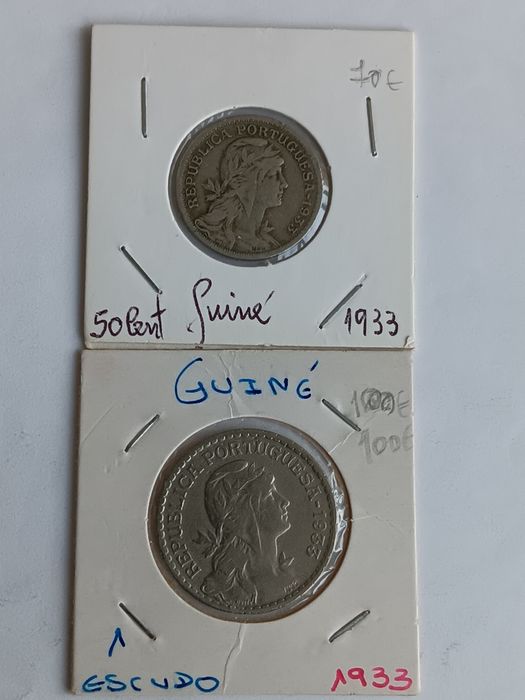 70€
REPUBLICA PORTUGUESA·1933
50 Cent Guiné 1933
GUINÉ
100€
100€
REPUBLICA PORTUGUESA·1933
1
ESCUDO 1933